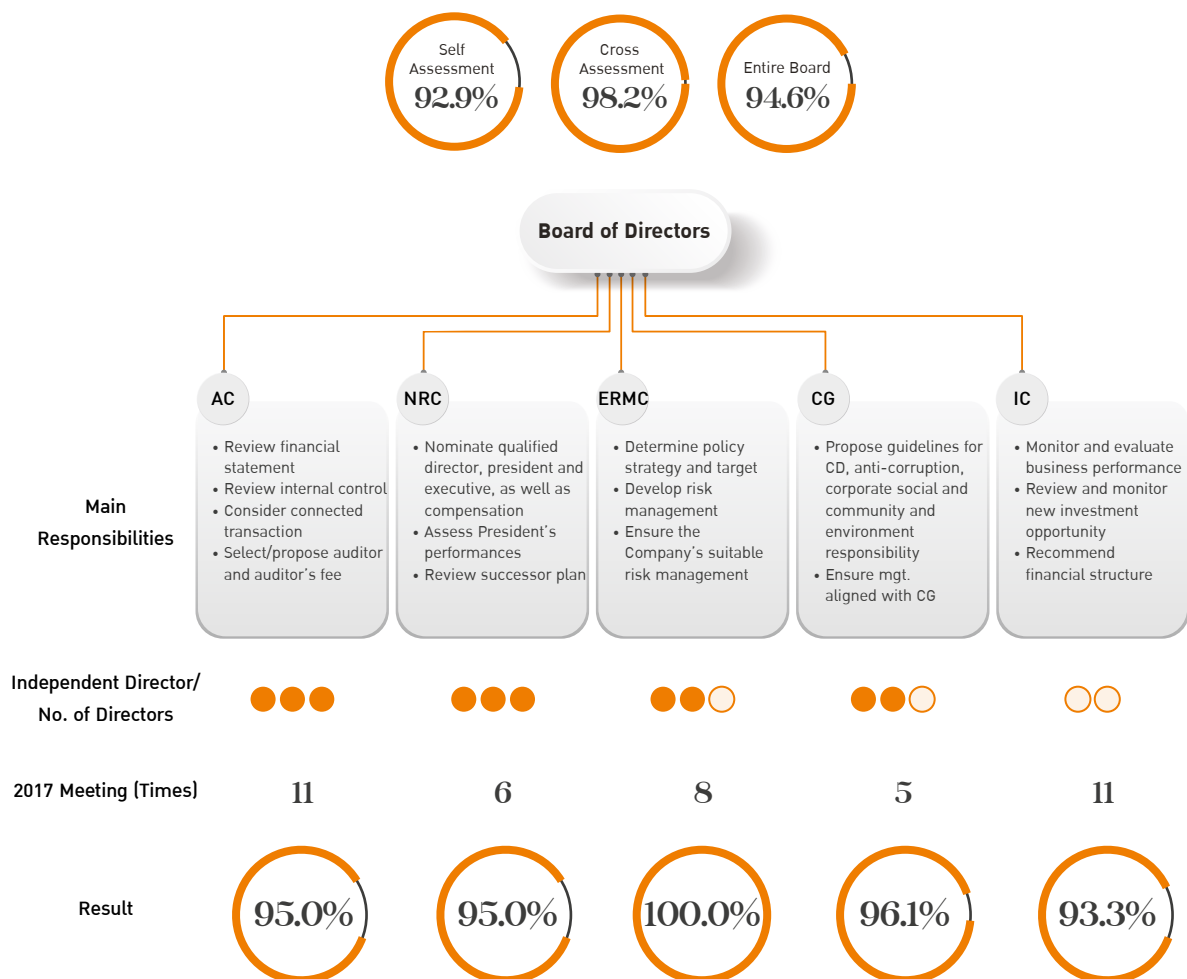 Self
Assessment
92.9%
Cross
Assessment
98.2%
Entire Board
94.6%
Board of Directors
Main
Responsibilities
AC
• Review financial
statement
• Review internal control
• Consider connected
transaction
• Select/propose auditor
and auditor's fee
NRC
• Nominate qualified
director, president and
executive, as well as
compensation
• Assess President's
performances
• Review successor plan
ERMC
• Determine policy
strategy and target
• Develop risk
management
• Ensure the
Company's suitable
risk management
CG
• Propose guidelines for
CD, anti-corruption,
corporate social and
community and
environment
responsibility
• Ensure mgt.
aligned with CG
IC
• Monitor and evaluate
business performance
• Review and monitor
new investment
opportunity
• Recommend
financial structure
Independent Director/
No. of Directors
2017 Meeting (Times)
11
6
8
5
11
Result
95.0%
95.0%
100.0%
96.1%
93.3%